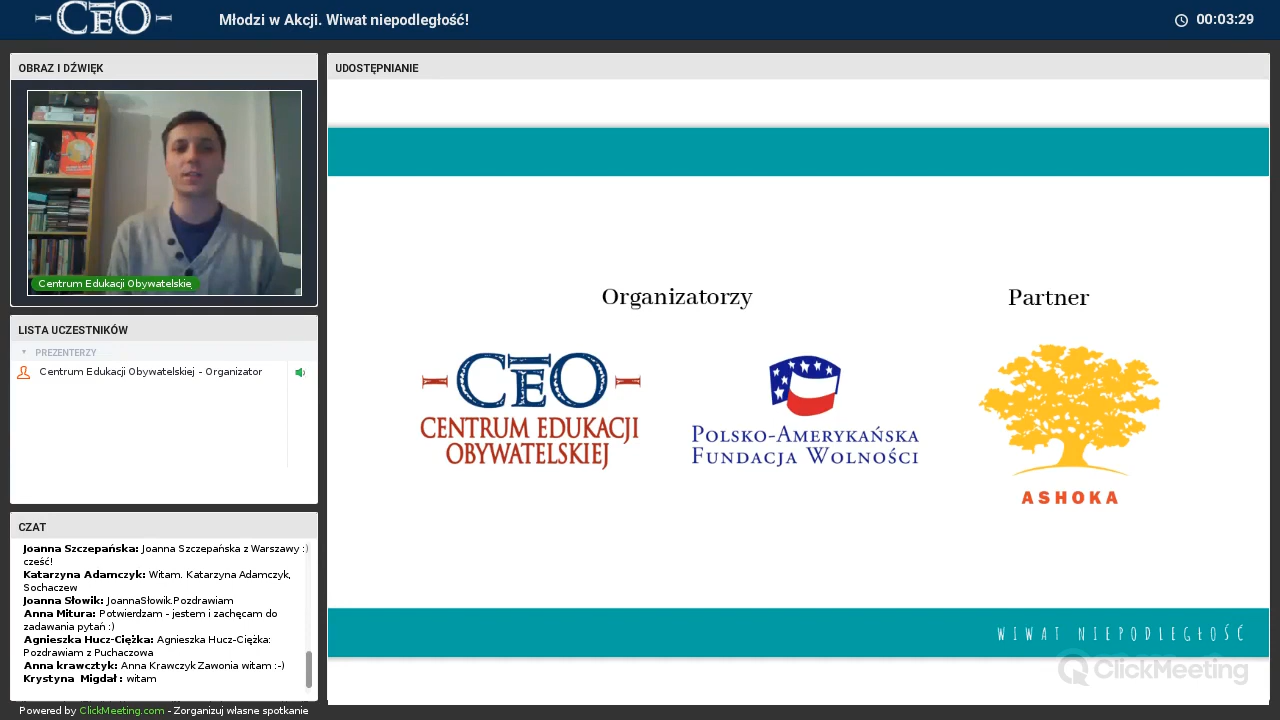 CEO
Młodzi w Akcji. Wiwat niepodległość!
00:03:29
OBRAZ I DŹWIĘK
Centrum Edukacji Obywatelskiej
LISTA UCZESTNIKÓW
PREZENTERZY
Centrum Edukacji Obywatelskiej - Organizator
CZAT
Joanna Szczepańska: Joanna Szczepańska z Warszawy :)
cześć!
Katarzyna Adamczyk: Witam. Katarzyna Adamczyk,
Sochaczew
Joanna Słowik: JoannaSłowik.Pozdrawiam
Anna Mitura: Potwierdzam - jestem i zachęcam do
zadawania pytań :)
Agnieszka Hucz-Ciężka: Agnieszka Hucz-Ciężka:
Pozdrawiam z Puchaczowa
Anna krawcztyk: Anna Krawczyk Zawonia witam :-)
Krystyna Migdał : witam
Powered by ClickMeeting.com - Zorganizuj własne spotkanie
UDOSTĘPNIANIE
Organizatorzy
Partner
CEO
CENTRUM EDUKACJI
OBYWATELSKIEJ
POLSKO-AMERYKAŃSKA
FUNDACJA WOLNOŚCI
ASHOKA
WIWAT NIEPODLEGŁOŚĆ
ClickMeeting